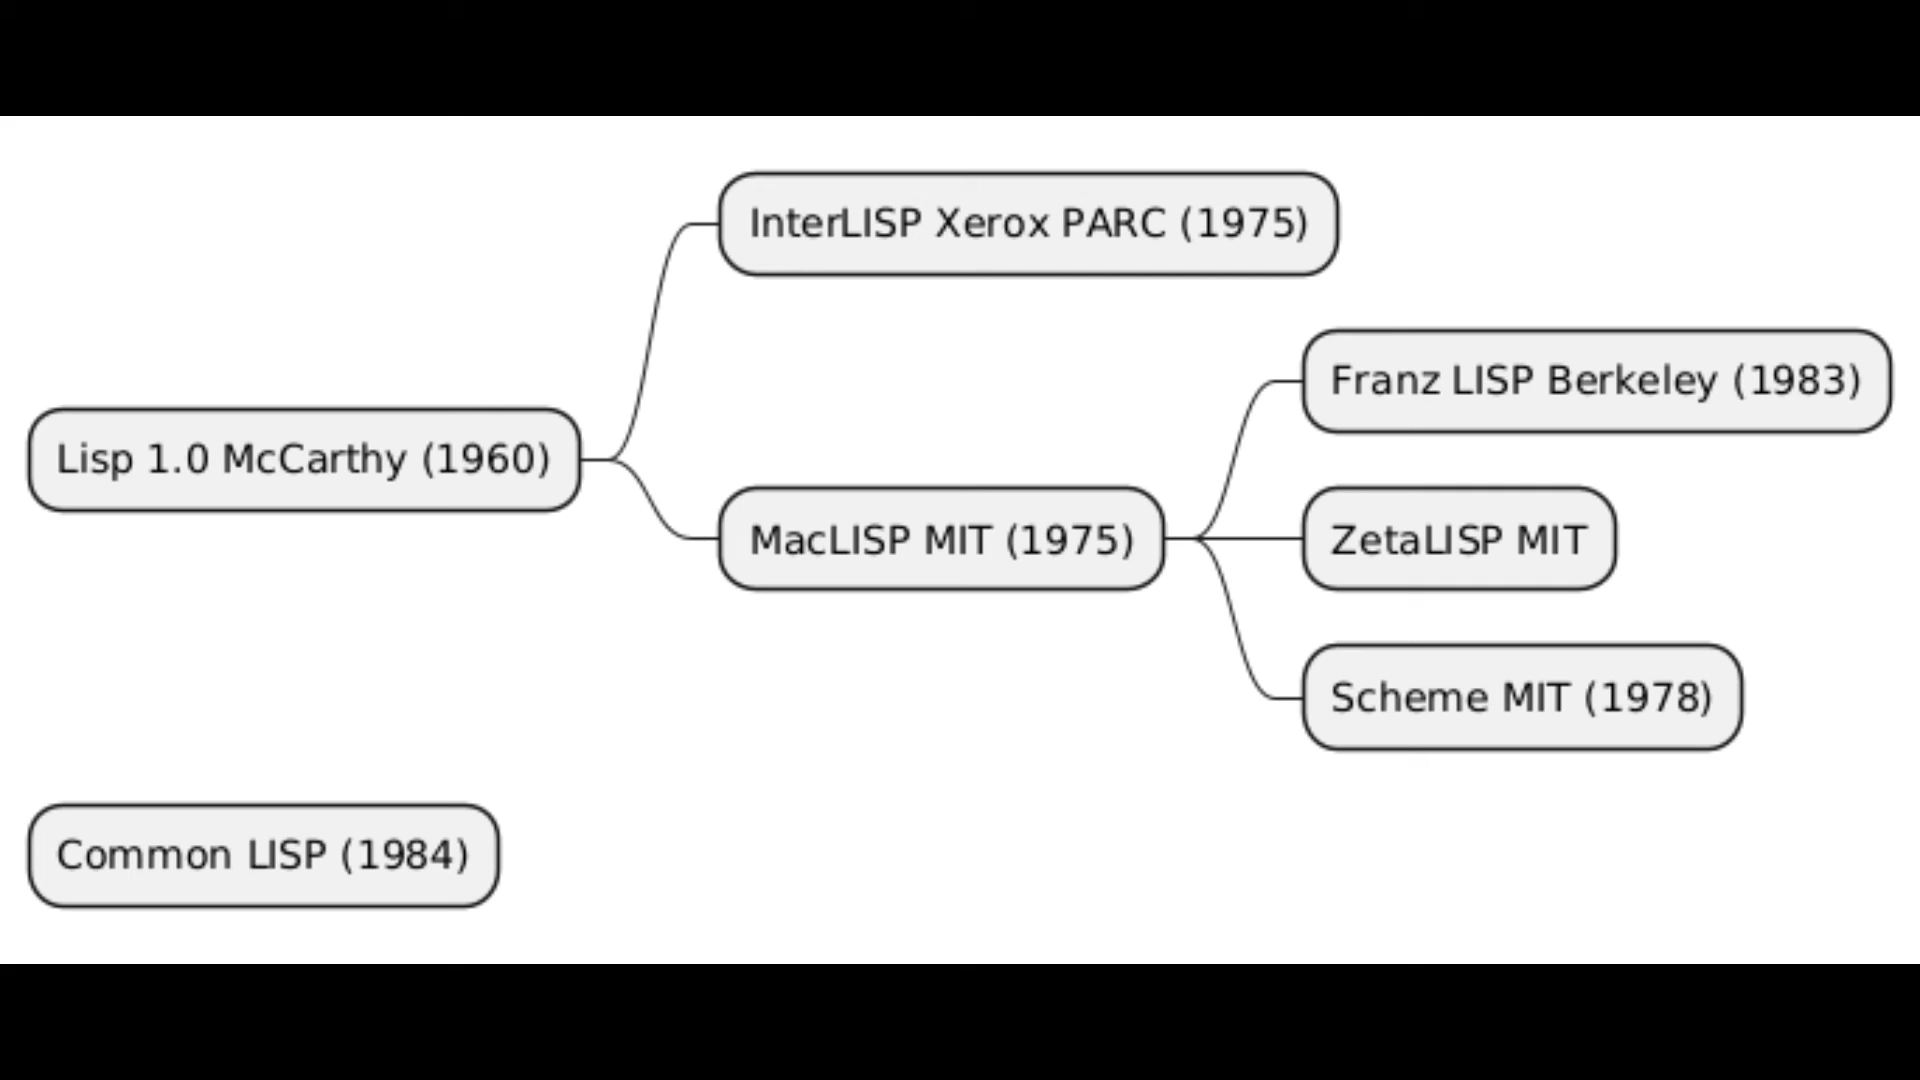 InterLISP Xerox PARC (1975)
Franz LISP Berkeley (1983)
Lisp 1.0 McCarthy (1960)
MacLISP MIT (1975)
ZetaLISP MIT
Scheme MIT (1978)
Common LISP (1984)